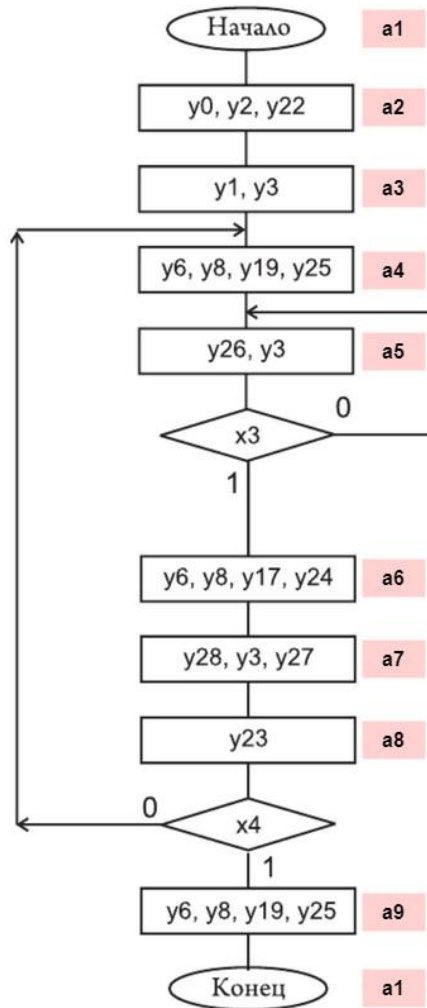 Начало a1
y0, y2, y22 a2
y1, y3 a3
y6, y8, y19, y25 a4
y26, y3 a5
0
x3
1
y6, y8, y17, y24 a6
y28, y3, y27 a7
y23 a8
0
x4
1
y6, y8, y19, y25 a9
Конец a1